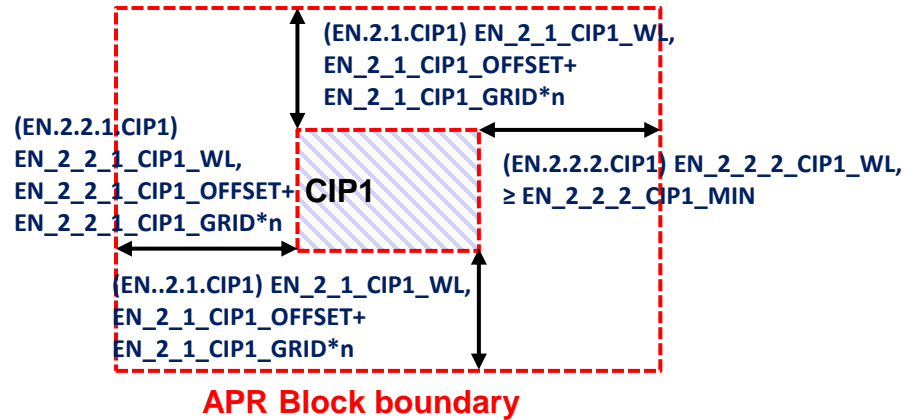 (EN.2.1.CIP1) EN_2_1_CIP1_WL,
EN_2_1_CIP1_OFFSET+
EN_2_1_CIP1_GRID*n
(EN.2.2.1.CIP1)
EN_2_2_1_CIP1_WL,
EN_2_2_1_CIP1_OFFSET+
EN_2_2_1_CIP1_GRID*n
CIP1
(EN.2.2.2.CIP1) EN_2_2_2_CIP1_WL,
≥ EN_2_2_2_CIP1_MIN
(EN..2.1.CIP1) EN_2_1_CIP1_WL,
EN_2_1_CIP1_OFFSET+
EN_2_1_CIP1_GRID*n
APR Block boundary